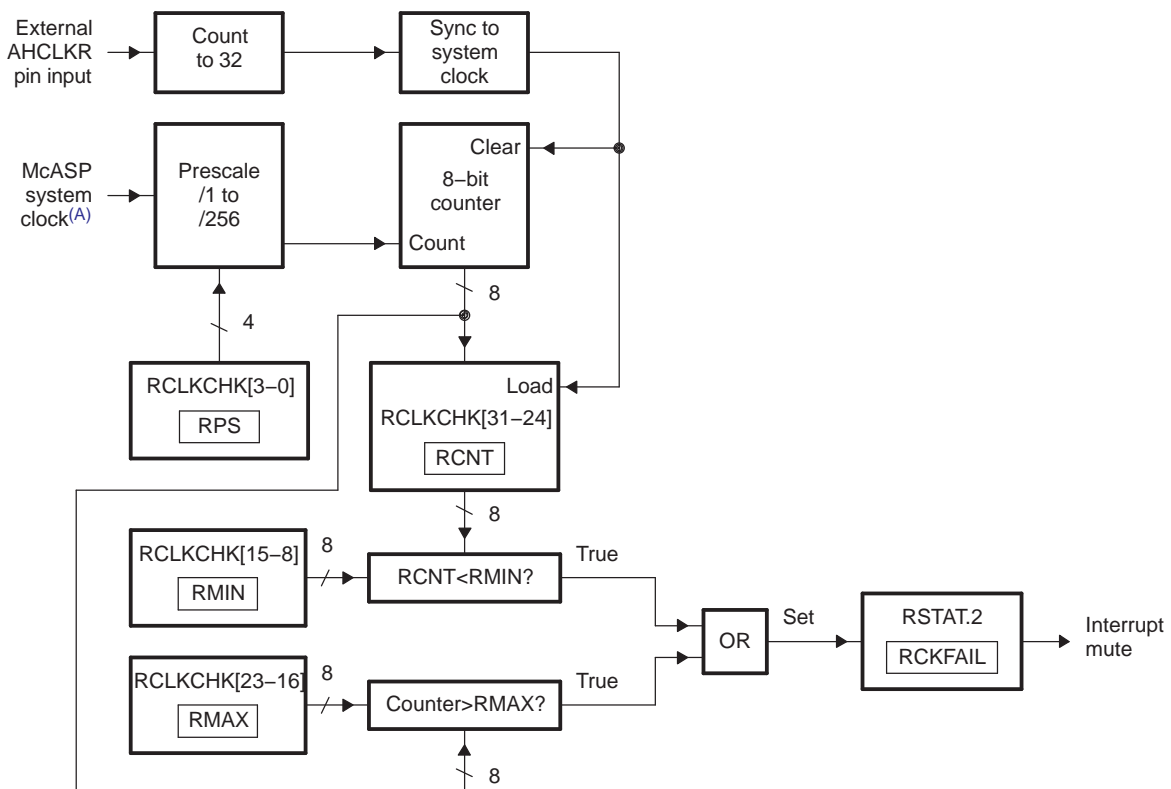 External
AHCLKR
pin input
Count
to 32
Sync to
system
clock
McASP
system
clock(A)
Prescale
/1 to
/256
Clear
8–bit
counter
Count
8
4
RCLKCHK[3–0]
RPS
Load
RCLKCHK[31–24]
RCNT
8
RCLKCHK[15–8]
RMIN
8
RCNT<RMIN?
True
RCLKCHK[23–16]
RMAX
8
Counter>RMAX?
True
8
OR
Set
RSTAT.2
RCKFAIL
Interrupt
mute